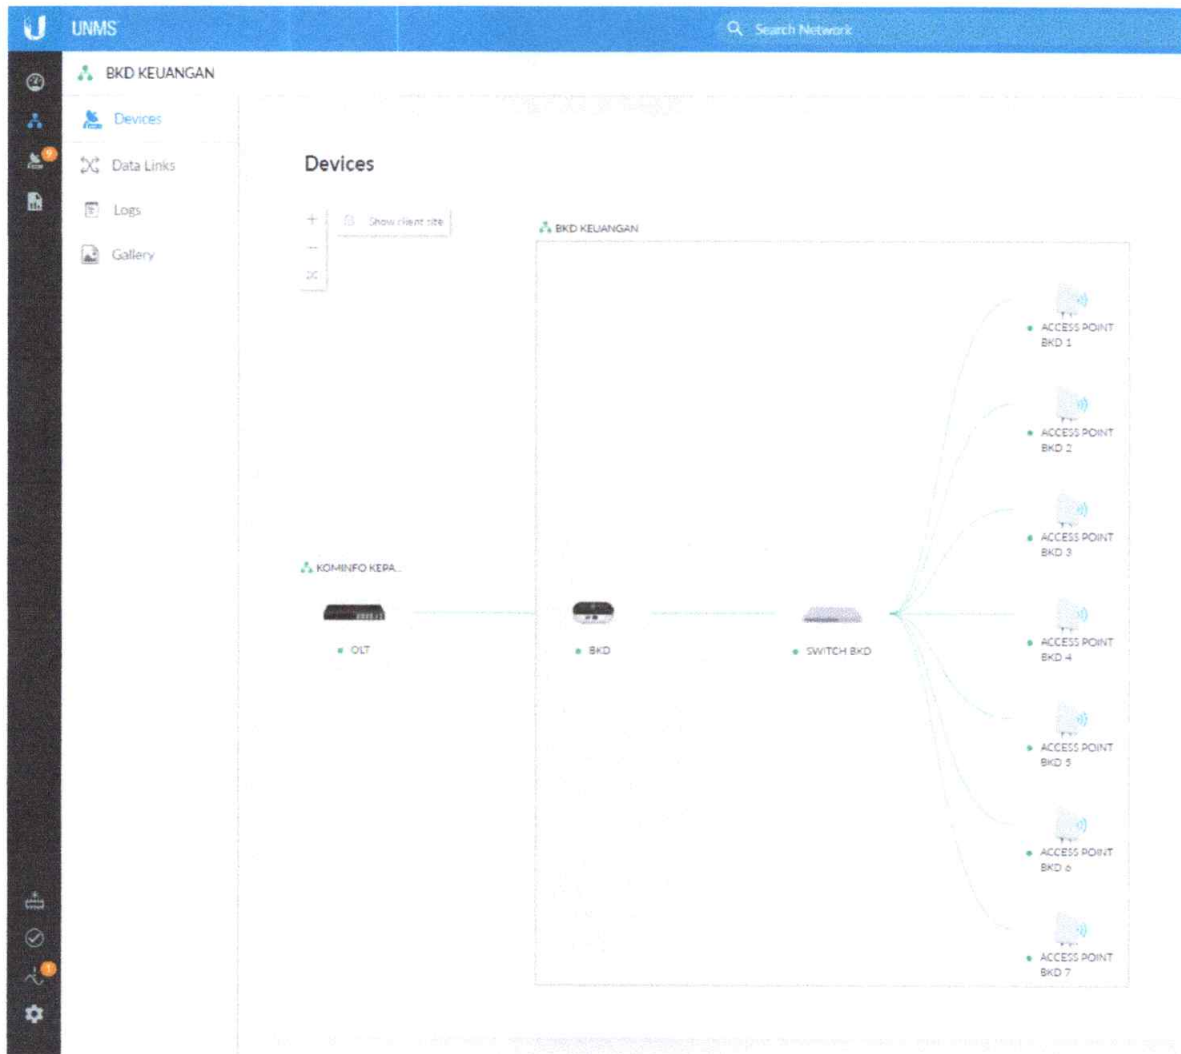 UNMS
Search Network
BKD KEUANGAN
Devices
Data Links
Logs
Gallery
9
1
Devices
+
Show client site
−
BKD KEUANGAN
KOMINFO KEPA...
OLT
BKD
SWITCH BKD
ACCESS POINT
BKD 1
ACCESS POINT
BKD 2
ACCESS POINT
BKD 3
ACCESS POINT
BKD 4
ACCESS POINT
BKD 5
ACCESS POINT
BKD 6
ACCESS POINT
BKD 7